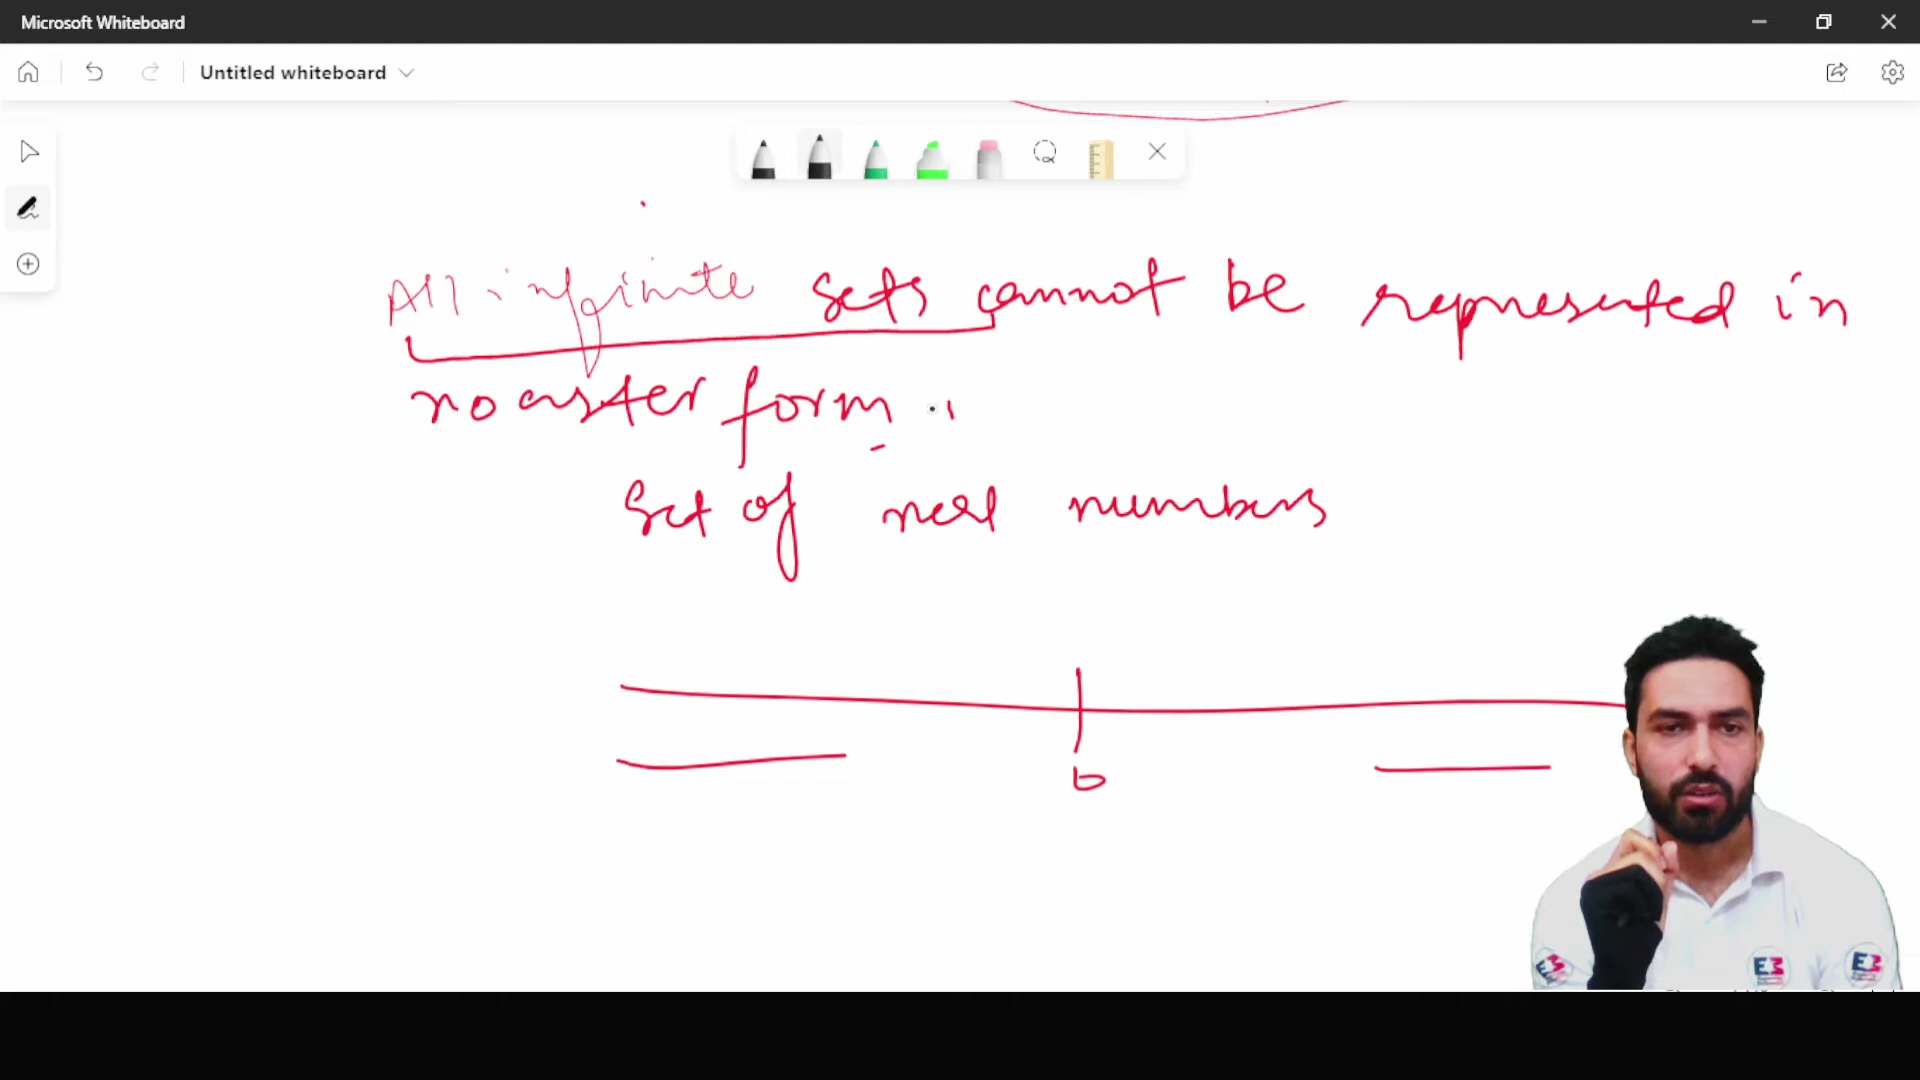 Microsoft Whiteboard
Untitled whiteboard
All infinite sets cannot be represented in
roaster form.
Set of real numbers
0